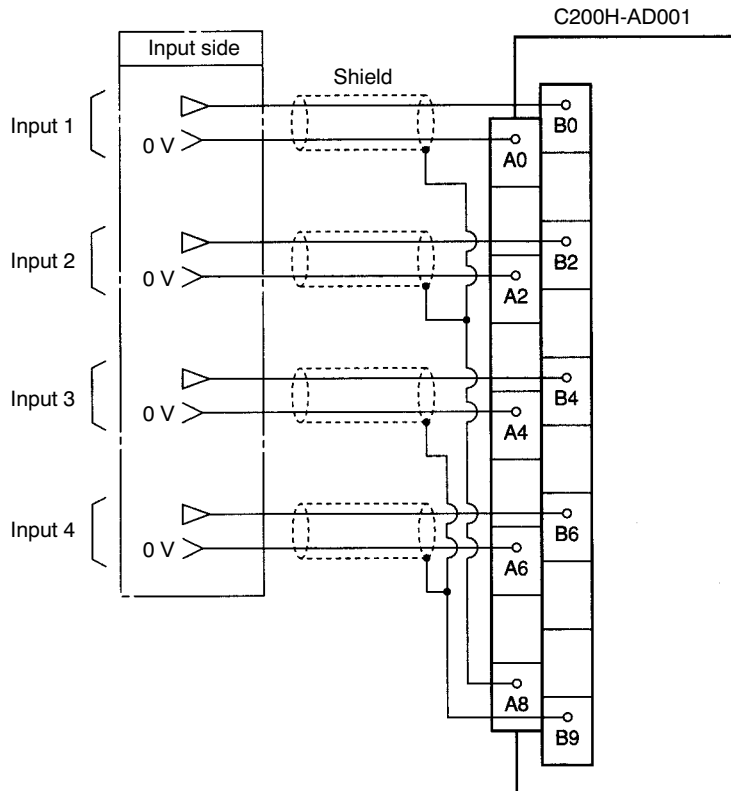 C200H-AD001
Input side
Shield
Input 1
B0
0 V
A0
Input 2
B2
0 V
A2
Input 3
B4
0 V
A4
Input 4
B6
0 V
A6
A8
B9